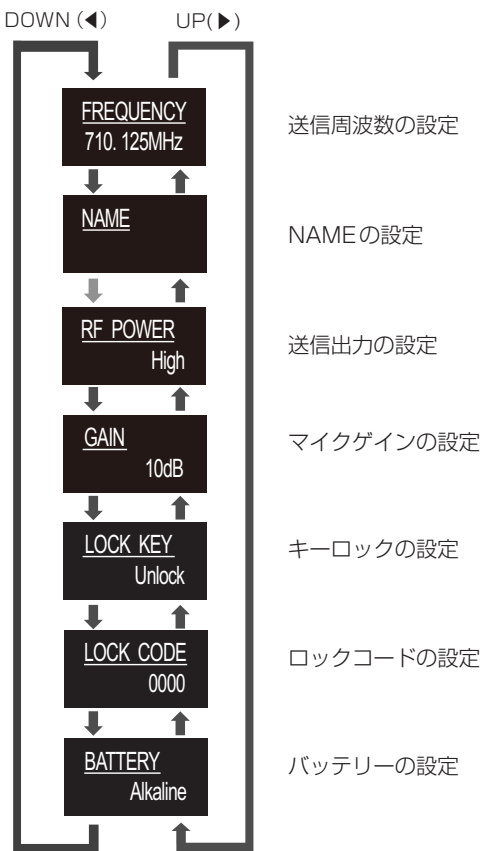 DOWN (◀) UP(▶)
FREQUENCY
710. 125MHz
送信周波数の設定
NAME
NAMEの設定
RF POWER
High
送信出力の設定
GAIN
10dB
マイクゲインの設定
LOCK KEY
Unlock
キーロックの設定
LOCK CODE
0000
ロックコードの設定
BATTERY
Alkaline
バッテリーの設定